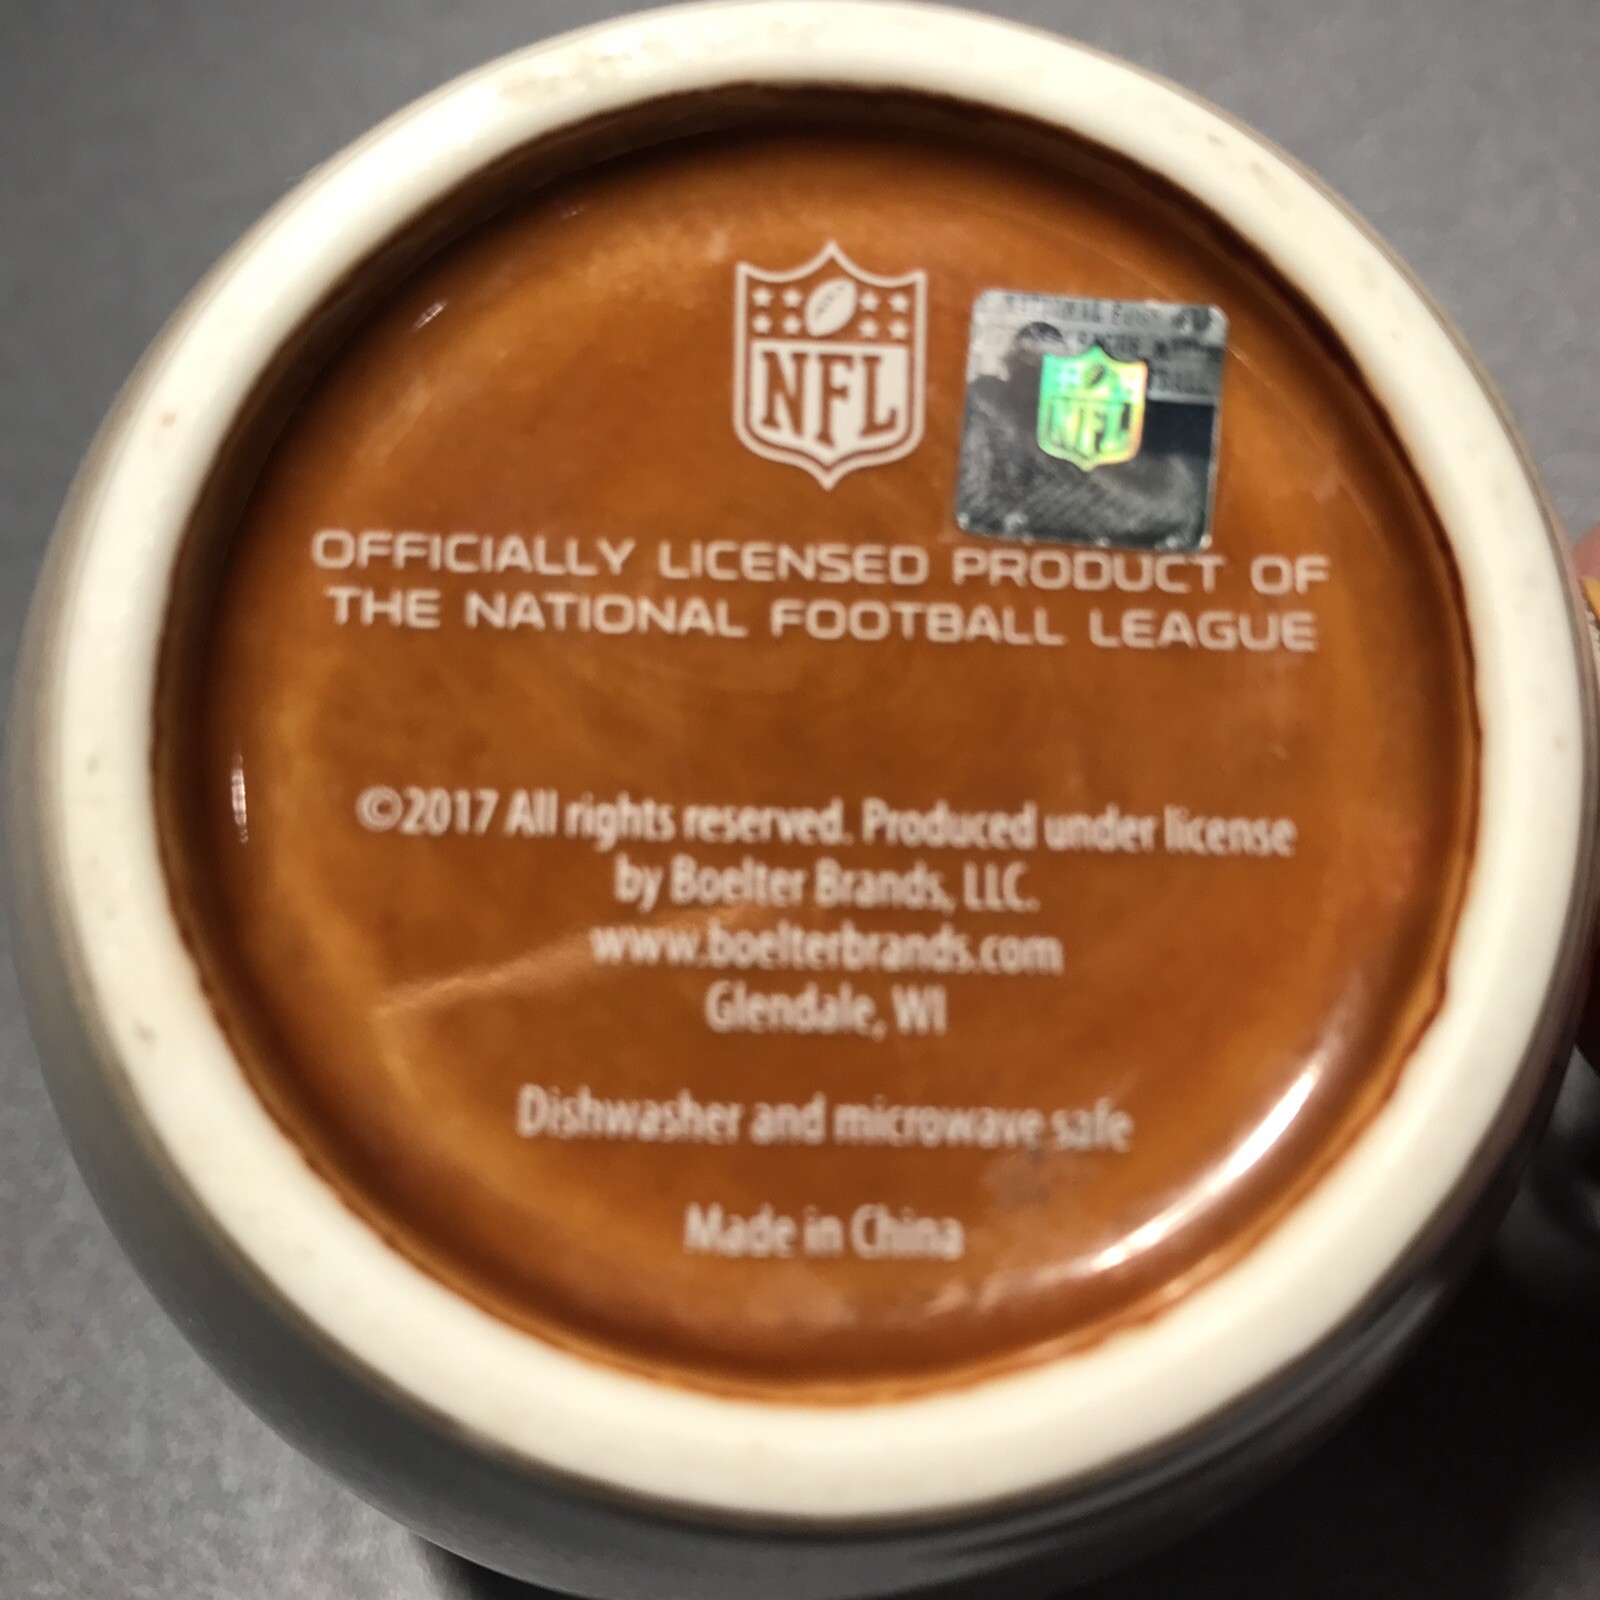 NFL
NFL
OFFICIALLY LICENSED PRODUCT OF
THE NATIONAL FOOTBALL LEAGUE
©2017 All rights reserved. Produced under license
by Boelter Brands, LLC.
www.boelterbrands.com
Glendale, WI
Dishwasher and microwave safe
Made in China